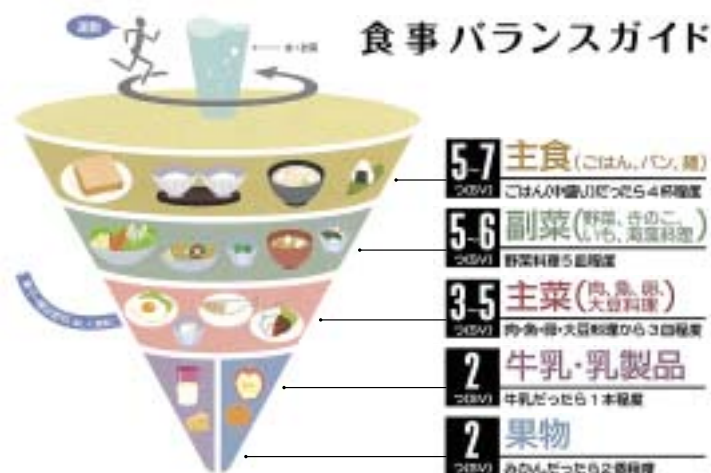 食事バランスガイド
運動
水・お茶
5~7
つ(SV)
主食(ごはん、パン、麺)
ごはん(中盛り)だったら4杯程度
5~6
つ(SV)
副菜(野菜、きのこ、いも、海藻料理)
野菜料理5皿程度
3~5
つ(SV)
主菜(肉、魚、卵、大豆料理)
肉・魚・卵・大豆料理から3皿程度
2
つ(SV)
牛乳・乳製品
牛乳だったら1本程度
2
つ(SV)
果物
みかんだったら2個程度